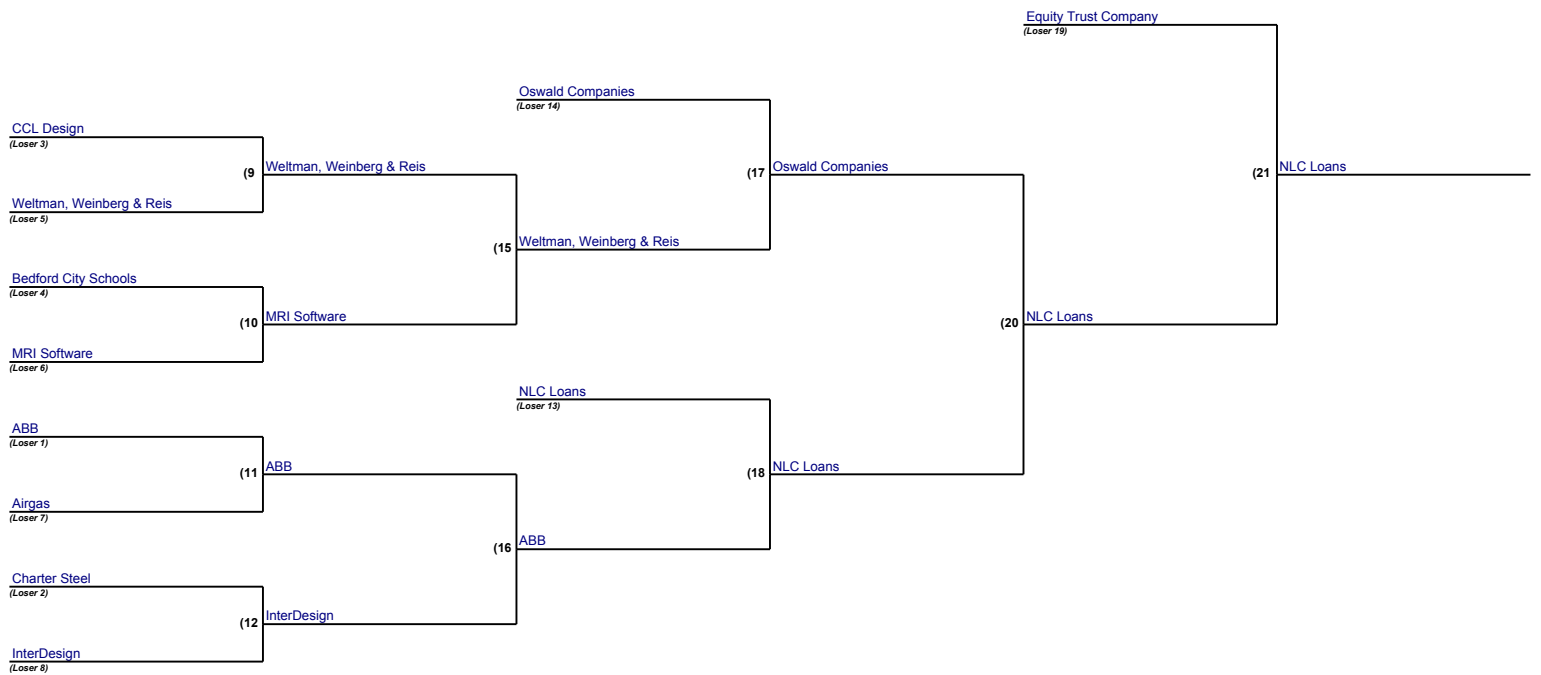 Equity Trust Company
(Loser 19)
Oswald Companies
(Loser 14)
CCL Design
(Loser 3)
(9 Weltman, Weinberg & Reis
(17 Oswald Companies
(21 NLC Loans
Weltman, Weinberg & Reis
(Loser 5)
(15 Weltman, Weinberg & Reis
Bedford City Schools
(Loser 4)
(10 MRI Software
(20 NLC Loans
MRI Software
(Loser 6)
NLC Loans
(Loser 13)
ABB
(Loser 1)
(11 ABB
(18 NLC Loans
Airgas
(Loser 7)
(16 ABB
Charter Steel
(Loser 2)
(12 InterDesign
InterDesign
(Loser 8)